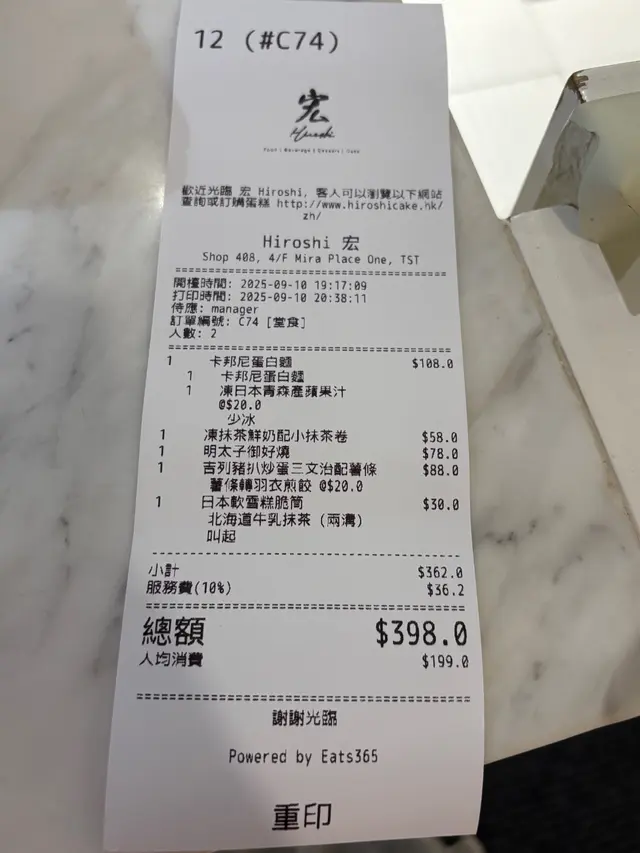 12 (#C74)
宏
Hiroshi
Food | Beverage | Dessert | Cake
歡近光臨 宏 Hiroshi, 客人可以瀏覽以下網站
查詢或訂購蛋糕 http://www.hiroshicake.hk/
zh/
Hiroshi 宏
Shop 408, 4/F Mira Place One, TST
開檯時間: 2025-09-10 19:17:09
打印時間: 2025-09-10 20:38:11
侍應: manager
訂單編號: C74 [堂食]
人數: 2
1 卡邦尼蛋白麵 $108.0
1 卡邦尼蛋白麵
1 凍日本青森產蘋果汁
@$20.0
少冰
1 凍抹茶鮮奶配小抹茶卷 $58.0
1 明太子御好燒 $78.0
1 吉列豬扒炒蛋三文治配薯條 $88.0
薯條轉羽衣煎餃 @$20.0
1 日本軟雪糕脆筒 $30.0
北海道牛乳抹茶 (兩溝)
叫起
小計 $362.0
服務費(10%) $36.2
總額 $398.0
人均消費 $199.0
謝謝光臨
Powered by Eats365
重印